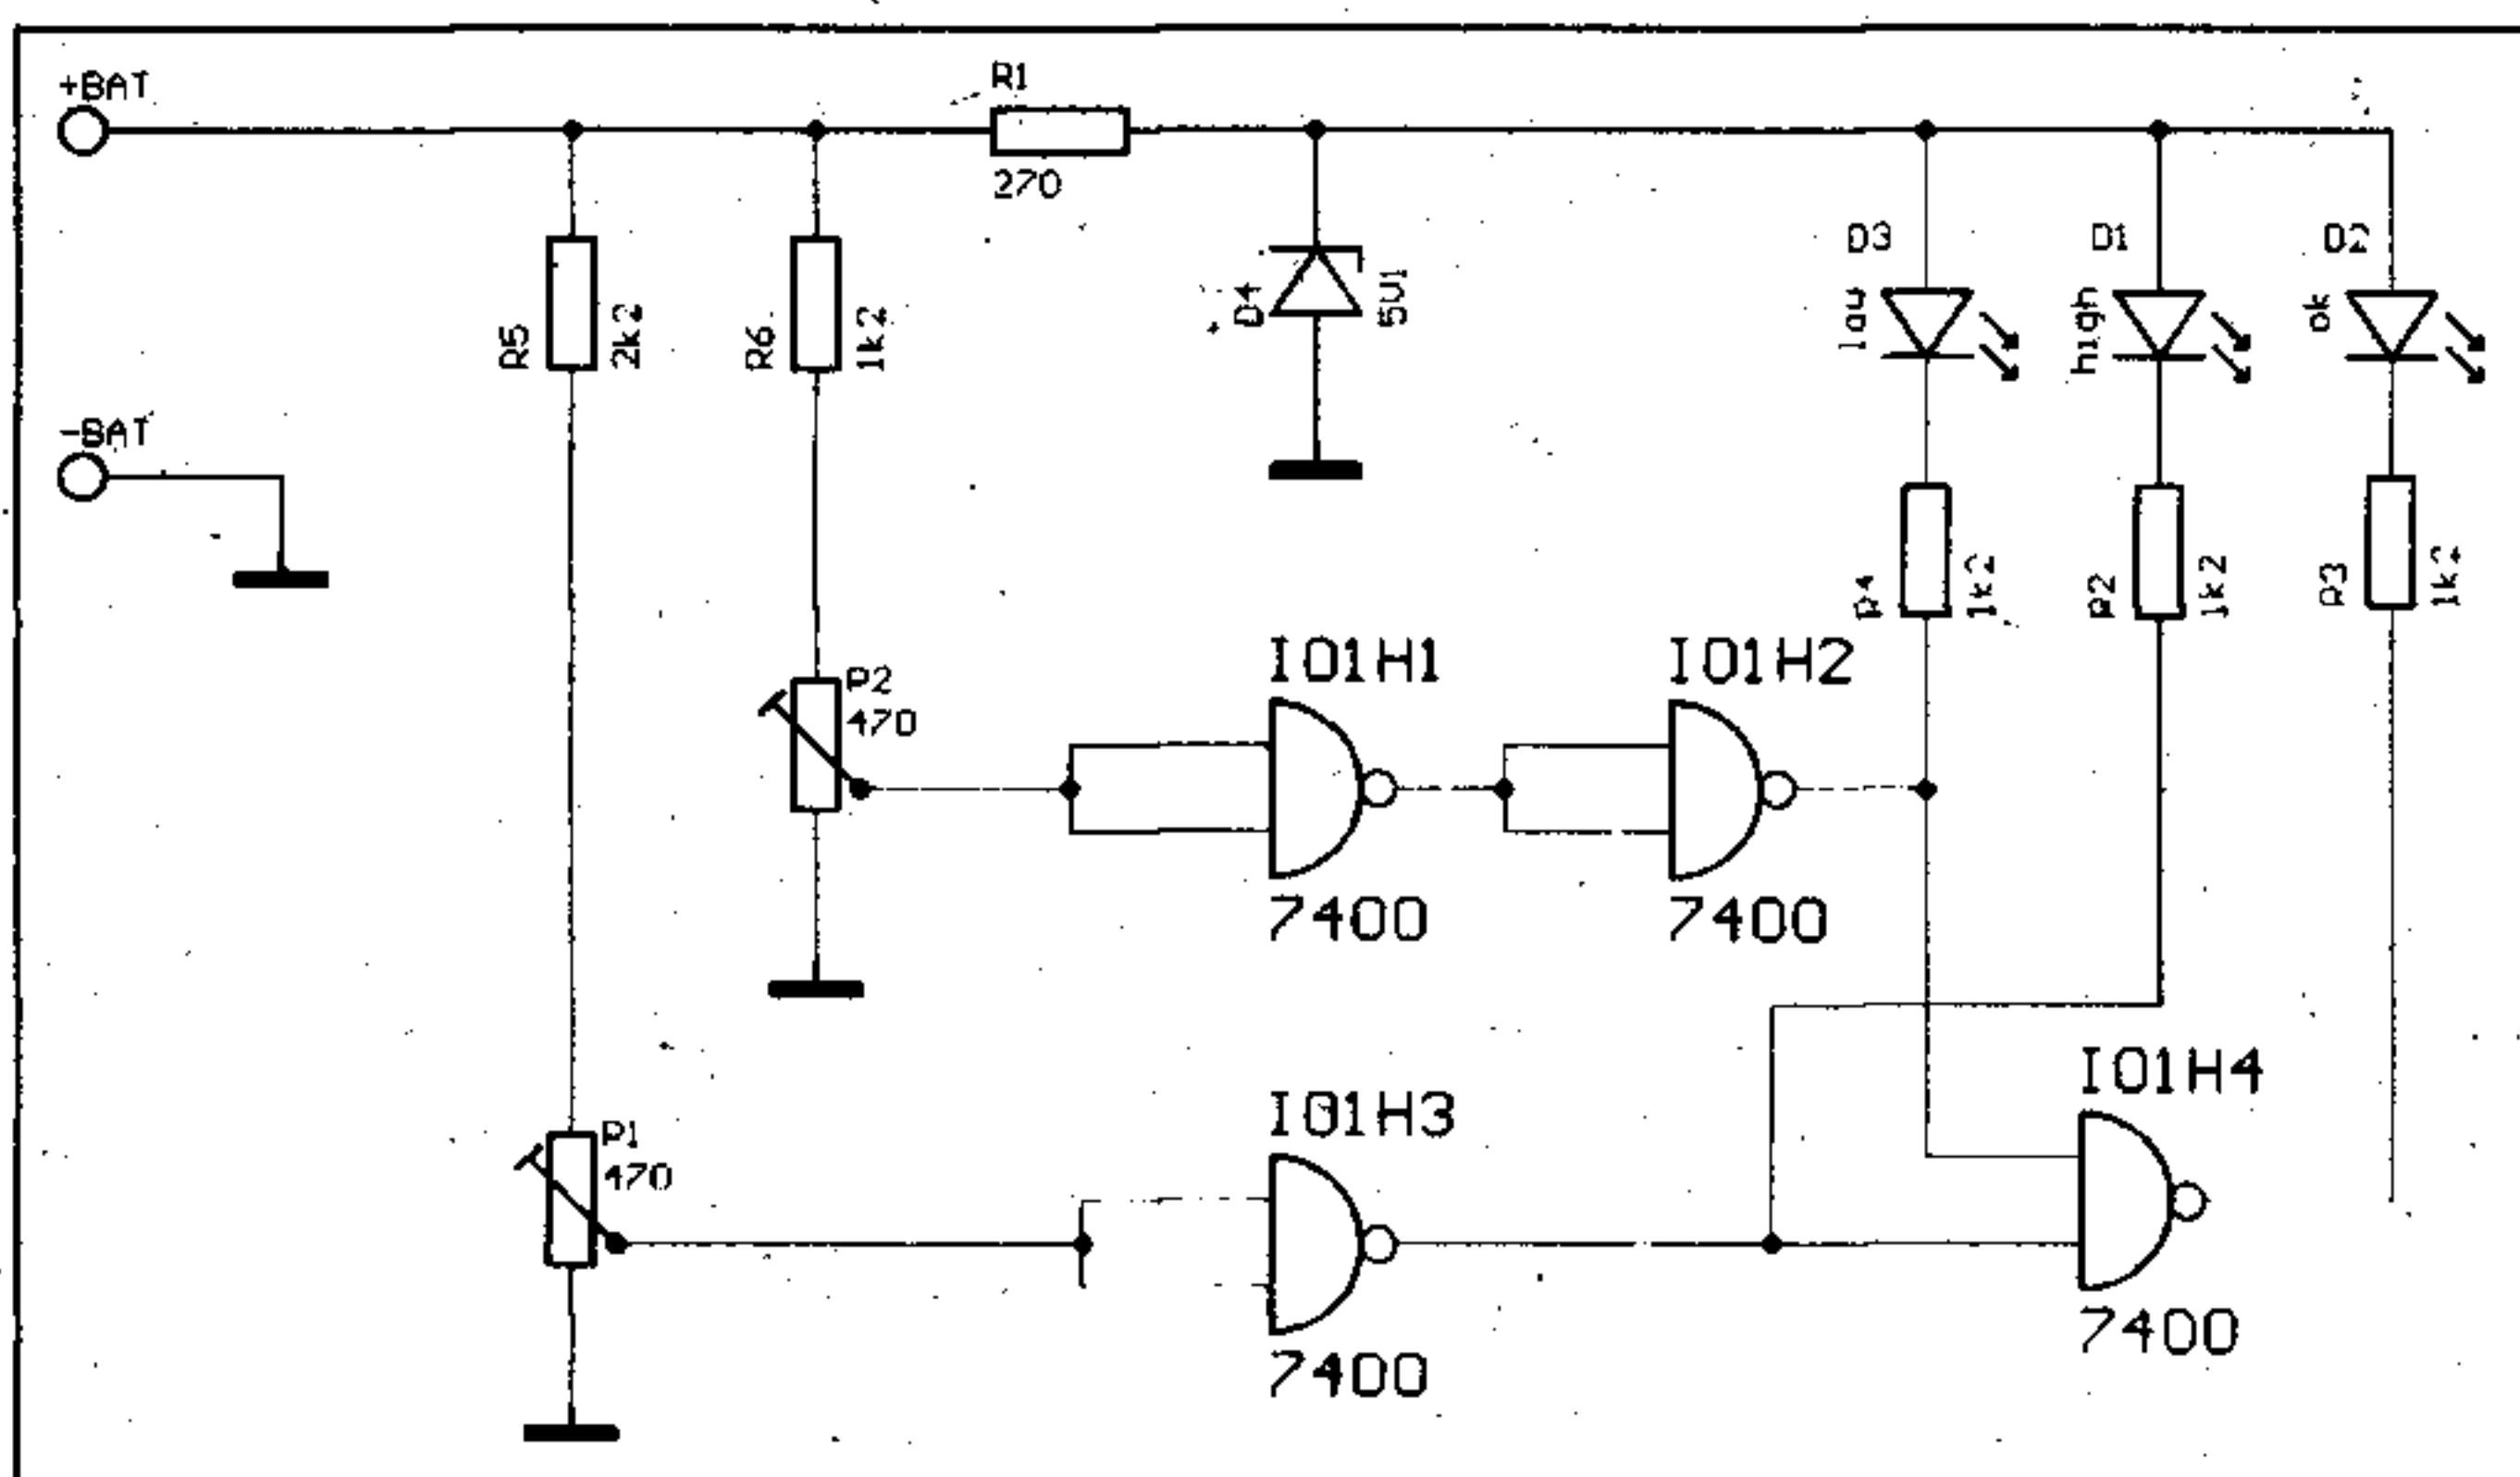 +BAT
R1
270
D3
D1
D2
low
high
ok
D4
5V1
R5
2k2
R6
1k2
-BAT
R4
1k2
R2
1k2
R3
1k2
IO1H1
IO1H2
P2
470
7400
7400
IO1H4
IO1H3
P1
470
7400
7400